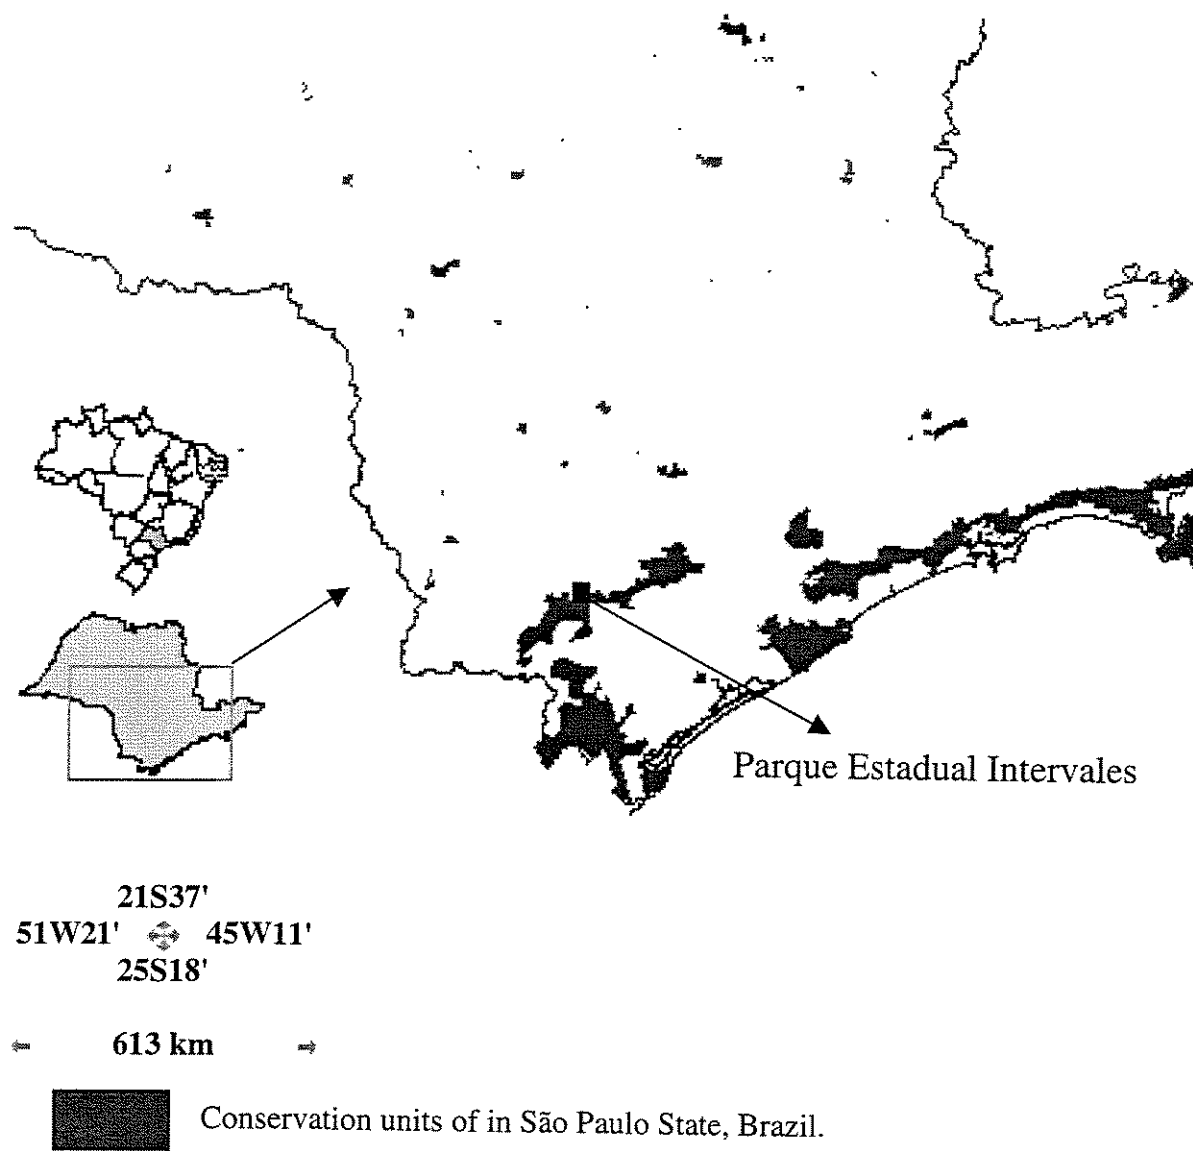 Parque Estadual Intervales
21S37'
51W21' 45W11'
25S18'
613 km
Conservation units of in São Paulo State, Brazil.